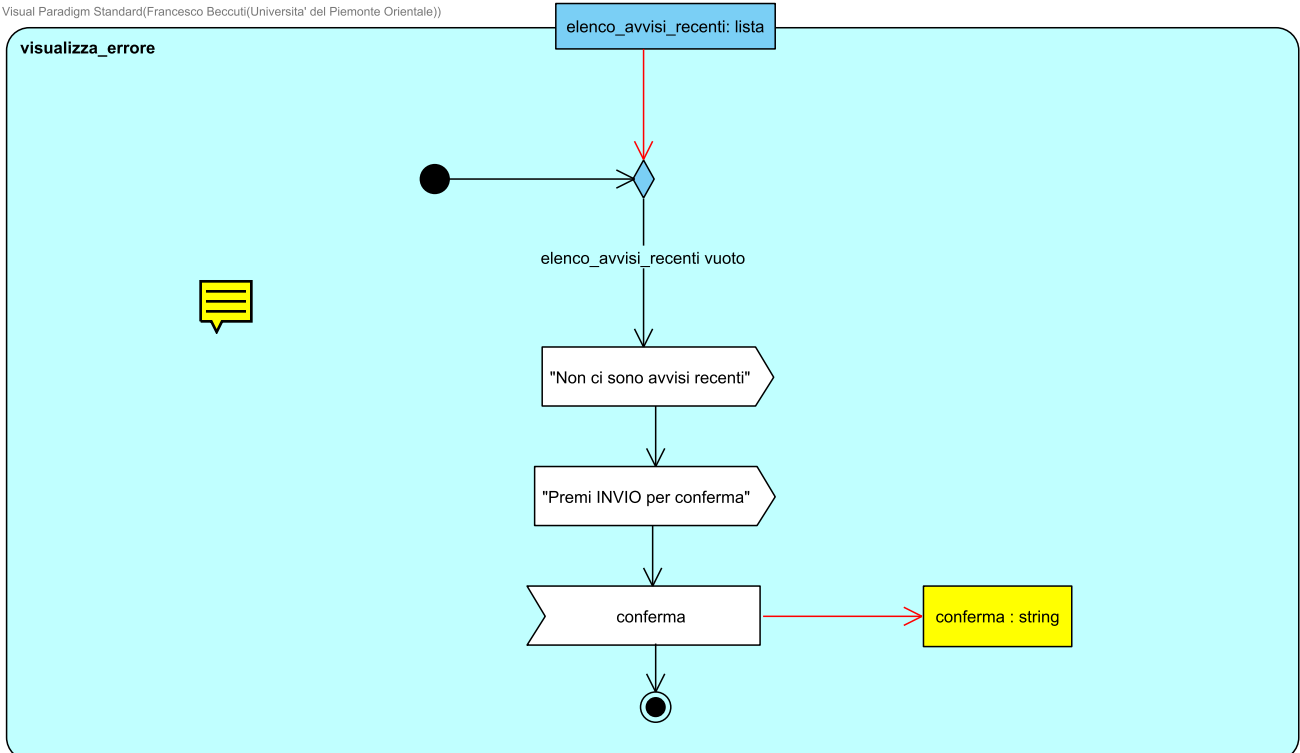 Visual Paradigm Standard(Francesco Beccuti(Universita' del Piemonte Orientale))
elenco_avvisi_recenti: lista
visualizza_errore
elenco_avvisi_recenti vuoto
"Non ci sono avvisi recenti"
"Premi INVIO per conferma"
conferma
conferma : string